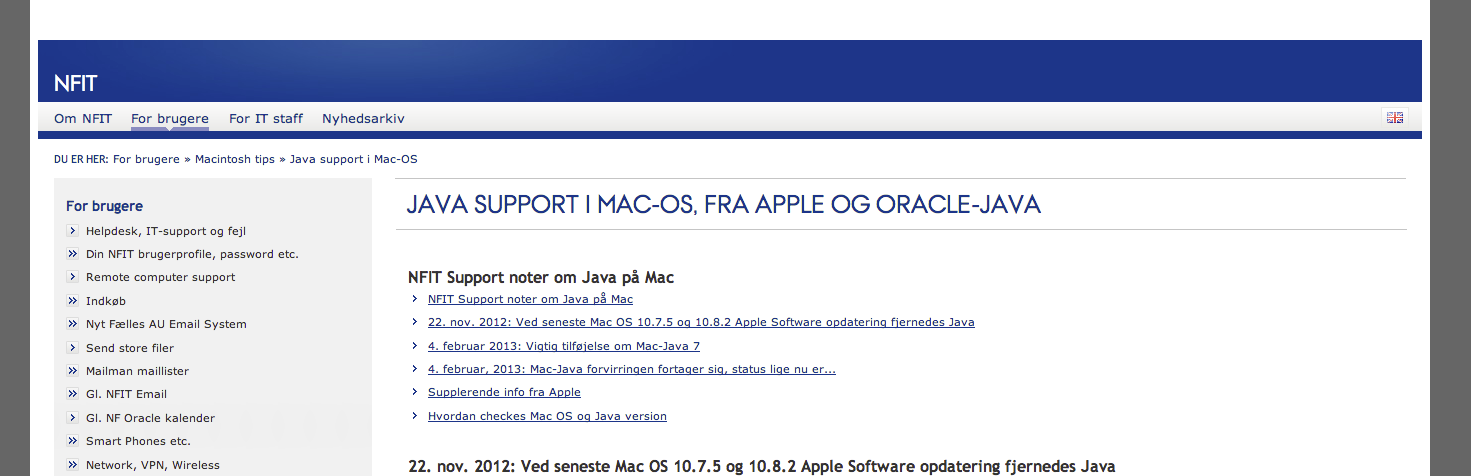 NFIT
Om NFIT For brugere For IT staff Nyhedsarkiv
DU ER HER: For brugere » Macintosh tips » Java support i Mac-OS
For brugere
Helpdesk, IT-support og fejl
Din NFIT brugerprofile, password etc.
Remote computer support
Indkøb
Nyt Fælles AU Email System
Send store filer
Mailman maillister
Gl. NFIT Email
Gl. NF Oracle kalender
Smart Phones etc.
Network, VPN, Wireless
JAVA SUPPORT I MAC-OS, FRA APPLE OG ORACLE-JAVA
NFIT Support noter om Java på Mac
NFIT Support noter om Java på Mac
22. nov. 2012: Ved seneste Mac OS 10.7.5 og 10.8.2 Apple Software opdatering fjernedes Java
4. februar 2013: Vigtig tilføjelse om Mac-Java 7
4. februar, 2013: Mac-Java forvirringen fortager sig, status lige nu er...
Supplerende info fra Apple
Hvordan checkes Mac OS og Java version
22. nov. 2012: Ved seneste Mac OS 10.7.5 og 10.8.2 Apple Software opdatering fjernedes Java